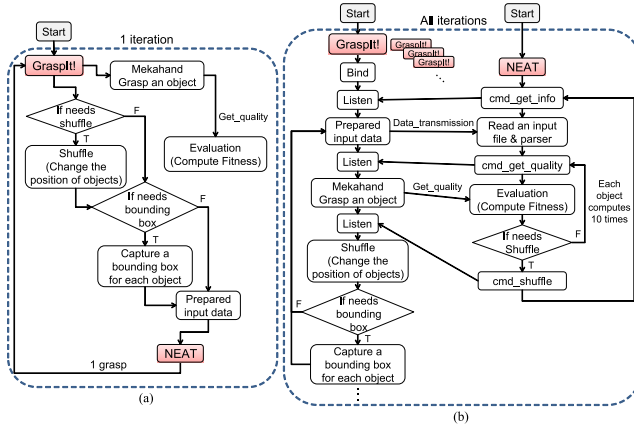 Start
1 iteration
GraspIt!
Mekahand
Grasp an object
If needs
shuffle
F
T
Get_quality
Evaluation
(Compute Fitness)
Shuffle
(Change the
position of objects)
If needs
bounding
box
F
T
Capture a
bounding box
for each object
Prepared
input data
NEAT
1 grasp
(a)
Start
All iterations
Start
GraspIt!
GraspIt!
GraspIt!
GraspIt!
NEAT
Bind
Listen
cmd_get_info
Prepared
input data
Data_transmission
Read an input
file & parser
Listen
cmd_get_quality
Mekahand
Grasp an object
Get_quality
Evaluation
(Compute Fitness)
Each
object
computes
10 times
Listen
If needs
Shuffle
F
T
Shuffle
(Change the
position of objects)
cmd_shuffle
If needs
bounding
box
F
T
Capture a
bounding box
for each object
(b)